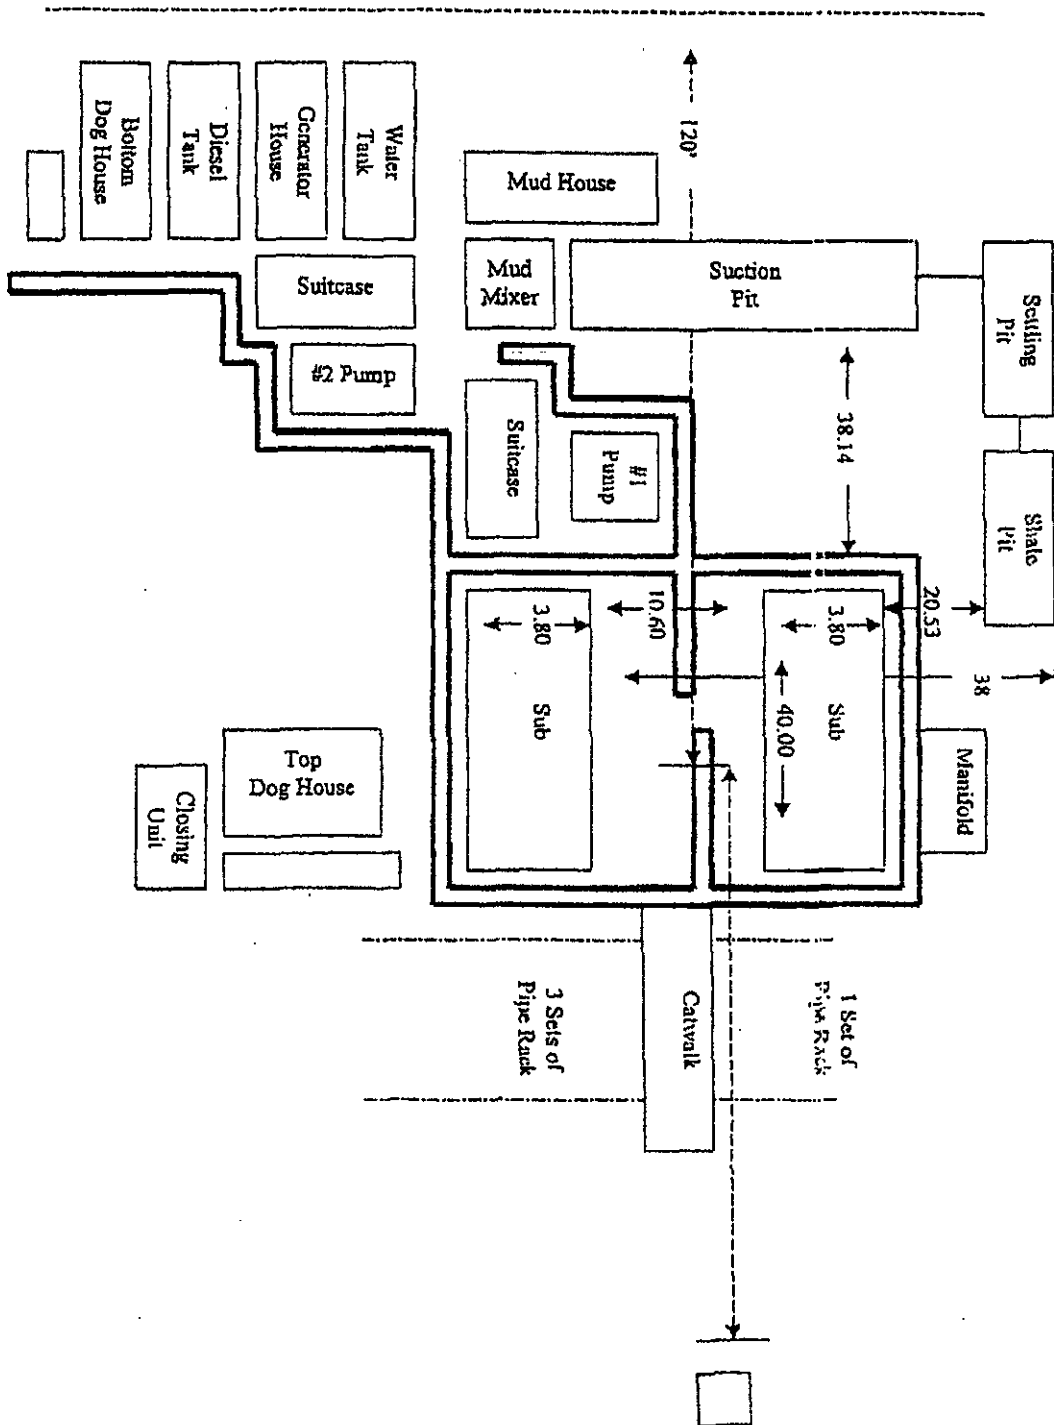 120'
Water
Tank
Generator
House
Diesel
Tank
Bottom
Dog House
Mud House
Mud
Mixer
Suction
Pit
Settling
Pit
Suitcase
#2 Pump
Suitcase
#1
Pump
38.14
Shale
Pit
20.53
10.60
3.80
3.80
38
40.00
Sub
Sub
Manifold
Top
Dog House
Closing
Unit
Catwalk
3 Sets of
Pipe Rack
1 Set of
Pipe Rack